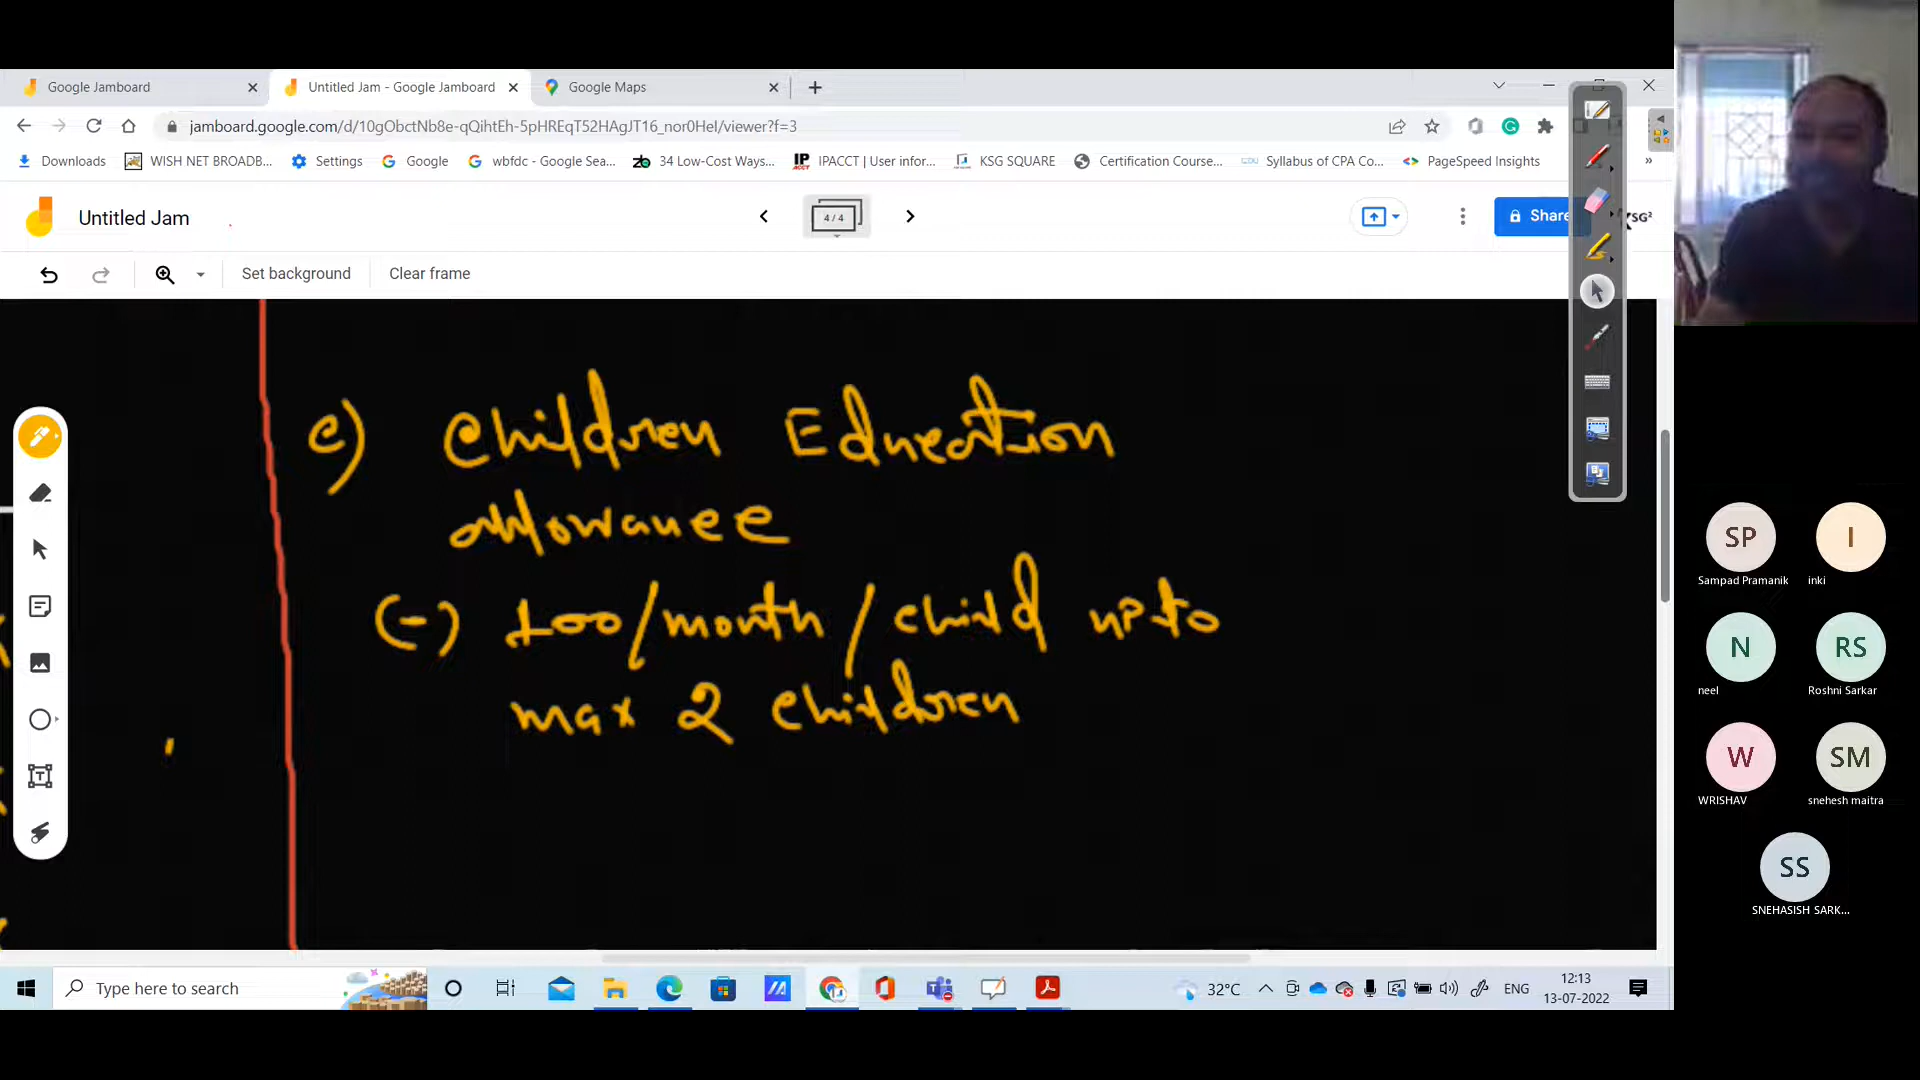 Google Jamboard
Untitled Jam - Google Jamboard
Google Maps
jamboard.google.com/d/10gObctNb8e-qQihtEh-5pHREqT52HAgJT16_nor0HeI/viewer?f=3
Downloads
WISH NET BROADB...
Settings
Google
wbfdc - Google Sea...
34 Low-Cost Ways...
IPACCT | User infor...
KSG SQUARE
Certification Course...
Syllabus of CPA Co...
PageSpeed Insights
»
Untitled Jam
4 / 4
Share
KSG²
Set background
Clear frame
e) Children Education
allowance
(-) 100/month/child up to
max 2 children
SP
Sampad Pramanik
I
inki
N
neel
RS
Roshni Sarkar
W
WRISHAV
SM
snehesh maitra
SS
SNEHASISH SARK...
Type here to search
32°C
ENG
12:13
13-07-2022